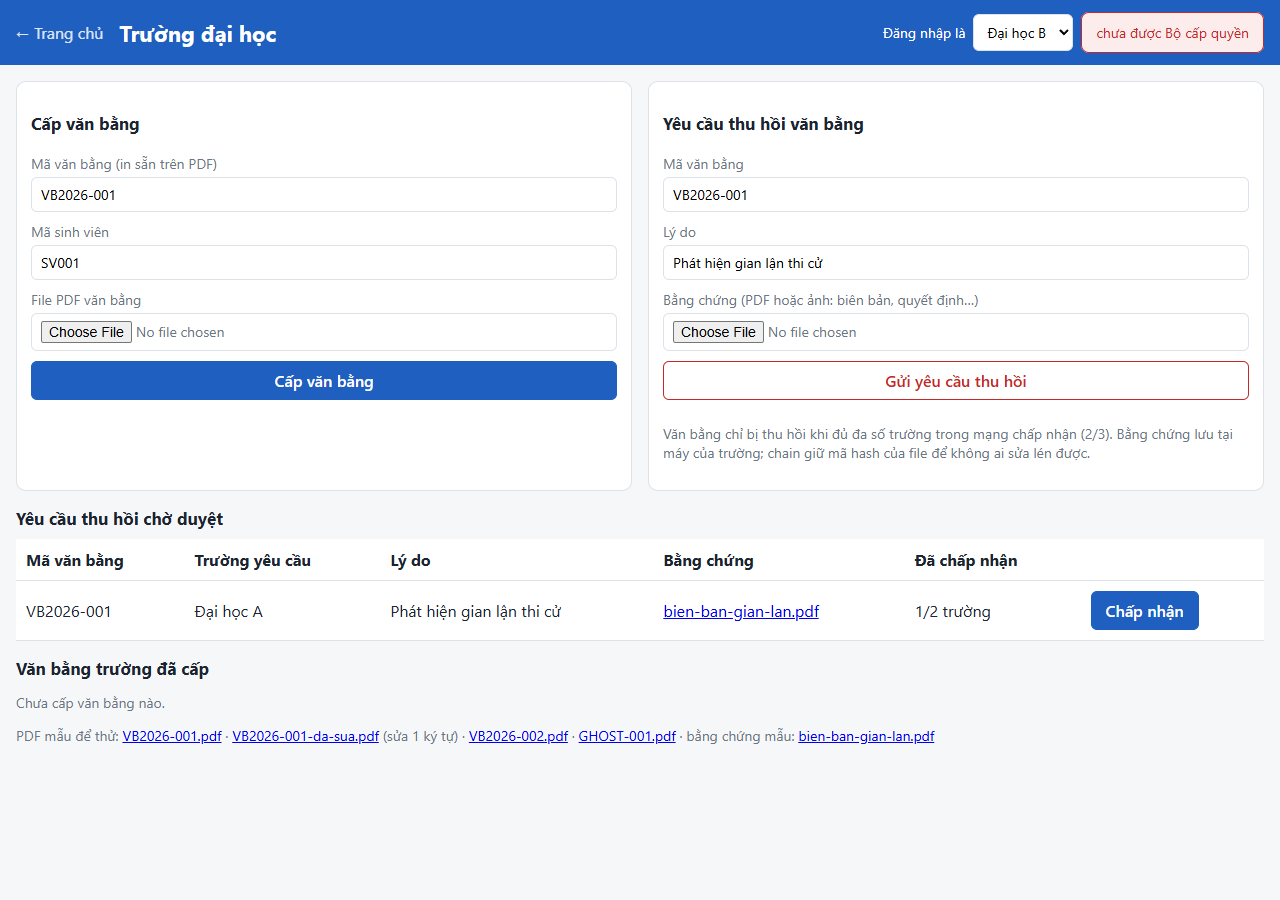 ← Trang chủ Trường đại học Đăng nhập là Đại học B chưa được Bộ cấp quyền
Cấp văn bằng
Mã văn bằng (in sẵn trên PDF)
VB2026-001
Mã sinh viên
SV001
File PDF văn bằng
Choose File No file chosen
Cấp văn bằng
Yêu cầu thu hồi văn bằng
Mã văn bằng
VB2026-001
Lý do
Phát hiện gian lận thi cử
Bằng chứng (PDF hoặc ảnh: biên bản, quyết định...)
Choose File No file chosen
Gửi yêu cầu thu hồi
Văn bằng chỉ bị thu hồi khi đủ đa số trường trong mạng chấp nhận (2/3). Bằng chứng lưu tại
máy của trường; chain giữ mã hash của file để không ai sửa lén được.
Yêu cầu thu hồi chờ duyệt
Mã văn bằng Trường yêu cầu Lý do Bằng chứng Đã chấp nhận
VB2026-001 Đại học A Phát hiện gian lận thi cử bien-ban-gian-lan.pdf 1/2 trường Chấp nhận
Văn bằng trường đã cấp
Chưa cấp văn bằng nào.
PDF mẫu để thử: VB2026-001.pdf · VB2026-001-da-sua.pdf (sửa 1 ký tự) · VB2026-002.pdf · GHOST-001.pdf · bằng chứng mẫu: bien-ban-gian-lan.pdf